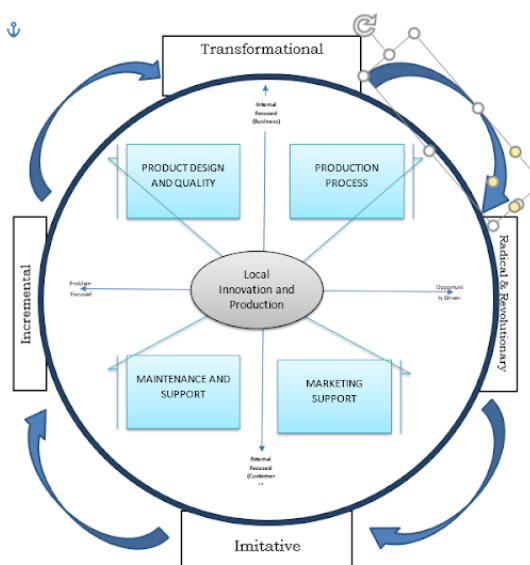 Transformational
Internal
Focused
(Business)
PRODUCT DESIGN
AND QUALITY
PRODUCTION
PROCESS
Incremental
Problem
Focused
Local
Innovation and
Production
Opportuni
ty Driven
Radical & Revolutionary
MAINTENANCE AND
SUPPORT
MARKETING
SUPPORT
External
Focused
(Customer
Imitative